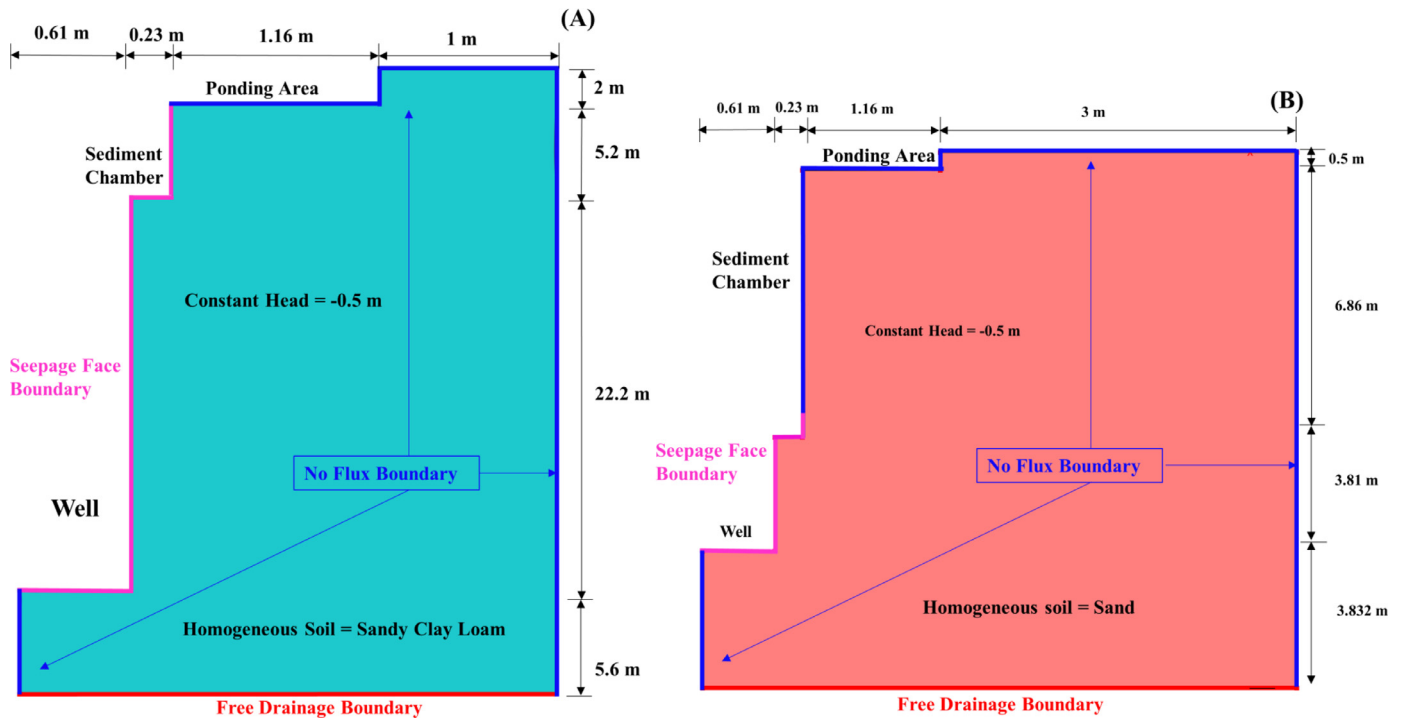 (A)
0.61 m
0.23 m
1.16 m
1 m
Ponding Area
2 m
Sediment
Chamber
5.2 m
Constant Head = -0.5 m
Seepage Face
Boundary
22.2 m
No Flux Boundary
Well
Homogeneous Soil = Sandy Clay Loam
5.6 m
Free Drainage Boundary
(B)
0.61 m
0.23 m
1.16 m
3 m
Ponding Area
0.5 m
Sediment
Chamber
6.86 m
Constant Head = -0.5 m
Seepage Face
Boundary
No Flux Boundary
3.81 m
Well
Homogeneous soil = Sand
3.832 m
Free Drainage Boundary